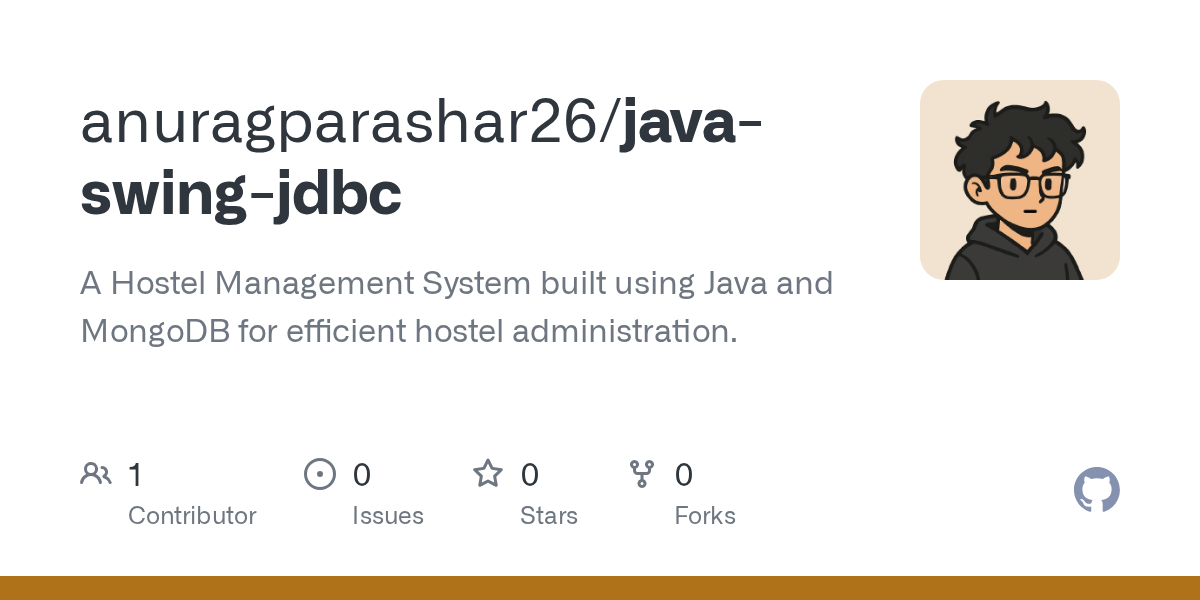 anuragparashar26/java-
swing-jdbc
A Hostel Management System built using Java and
MongoDB for efficient hostel administration.
1
Contributor
0
Issues
0
Stars
0
Forks